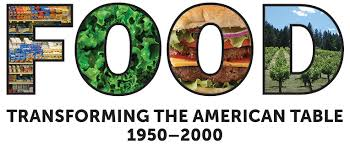 FOOD
TRANSFORMING THE AMERICAN TABLE
1950–2000